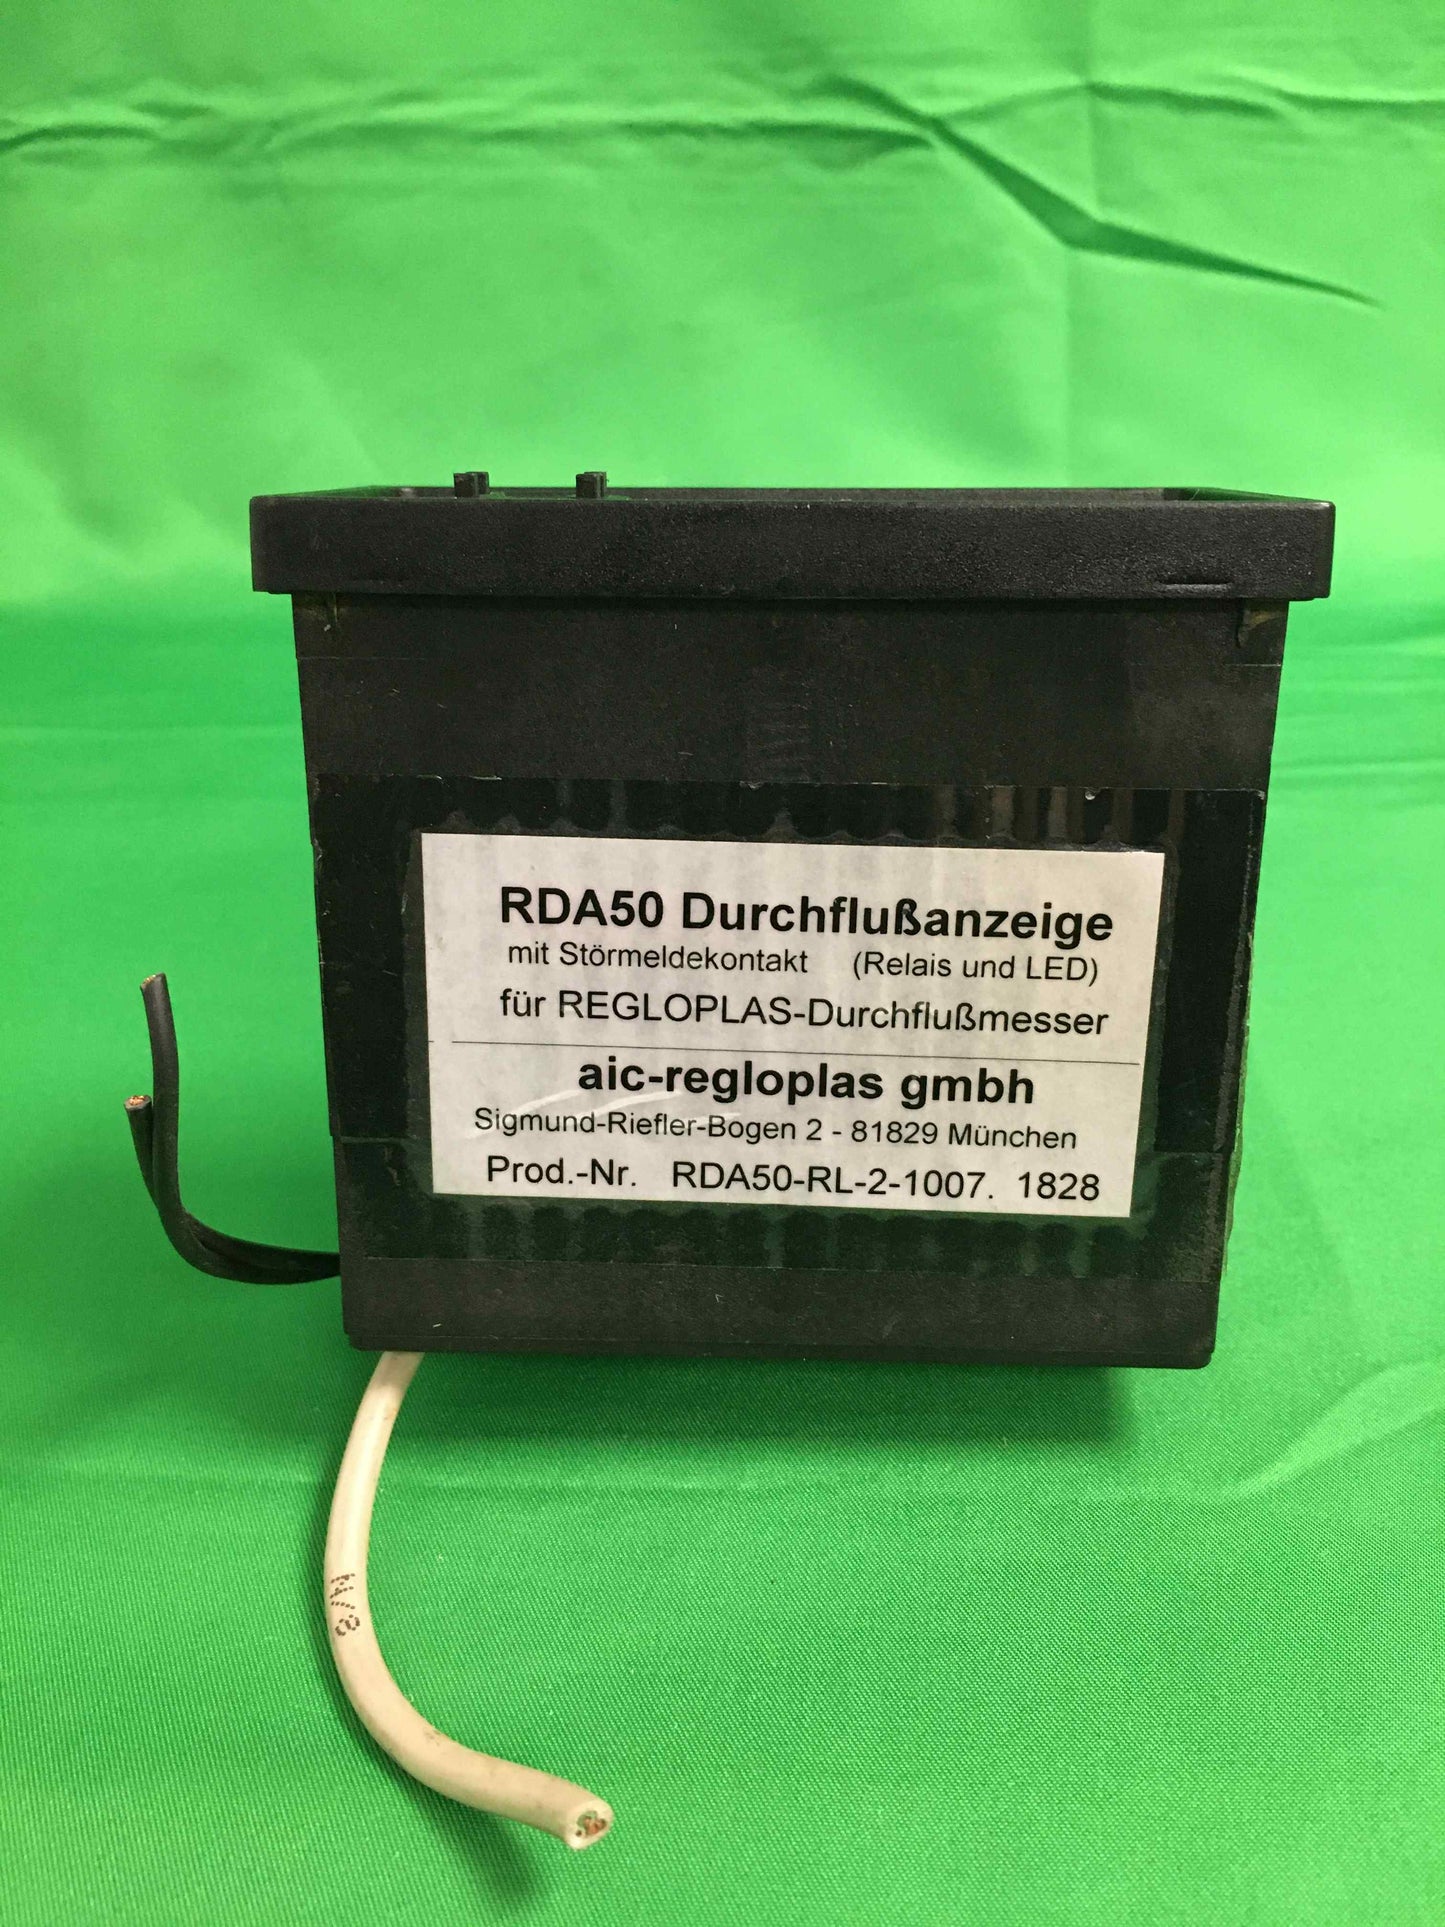 RDA50 Durchflußanzeige
mit Störmeldekontakt (Relais und LED)
für REGLOPLAS-Durchflußmesser
aic-regloplas gmbh
Sigmund-Riefler-Bogen 2 - 81829 München
Prod.-Nr. RDA50-RL-2-1007. 1828